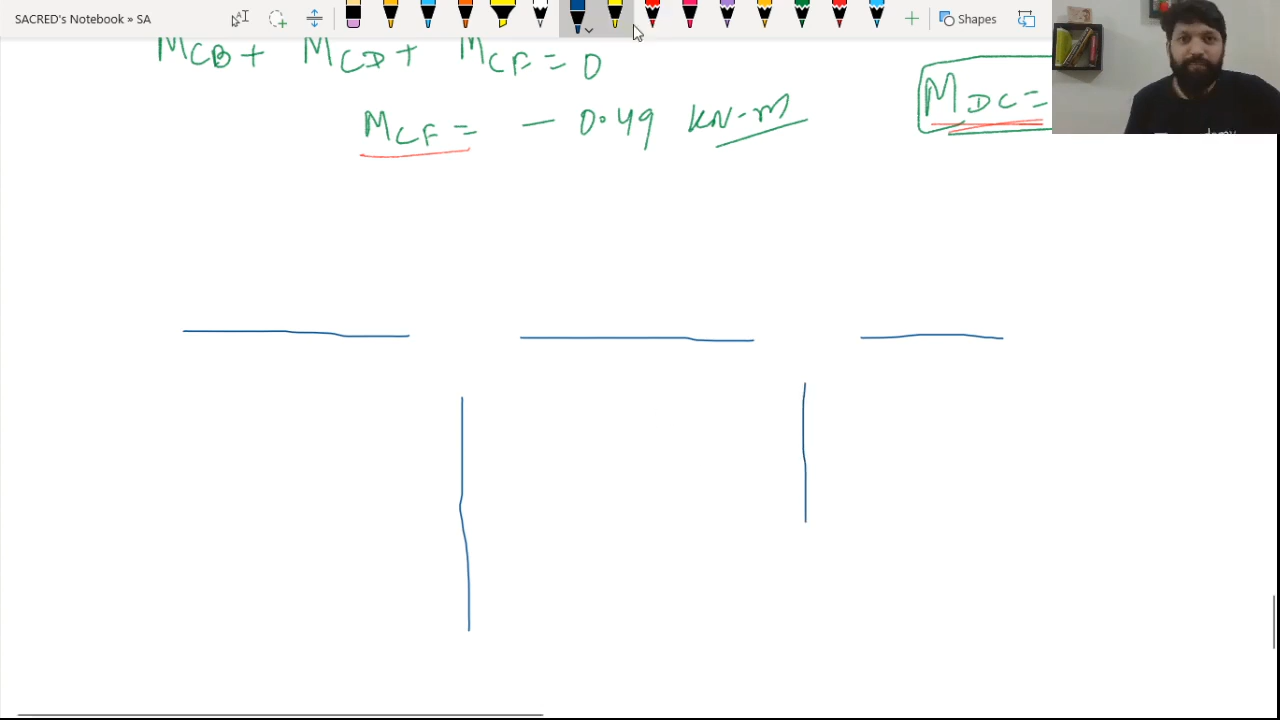 SACRED's Notebook » SA
Shapes
MCB + MCD + MCF = 0
MCF = - 0.49 kN-m
MDC =